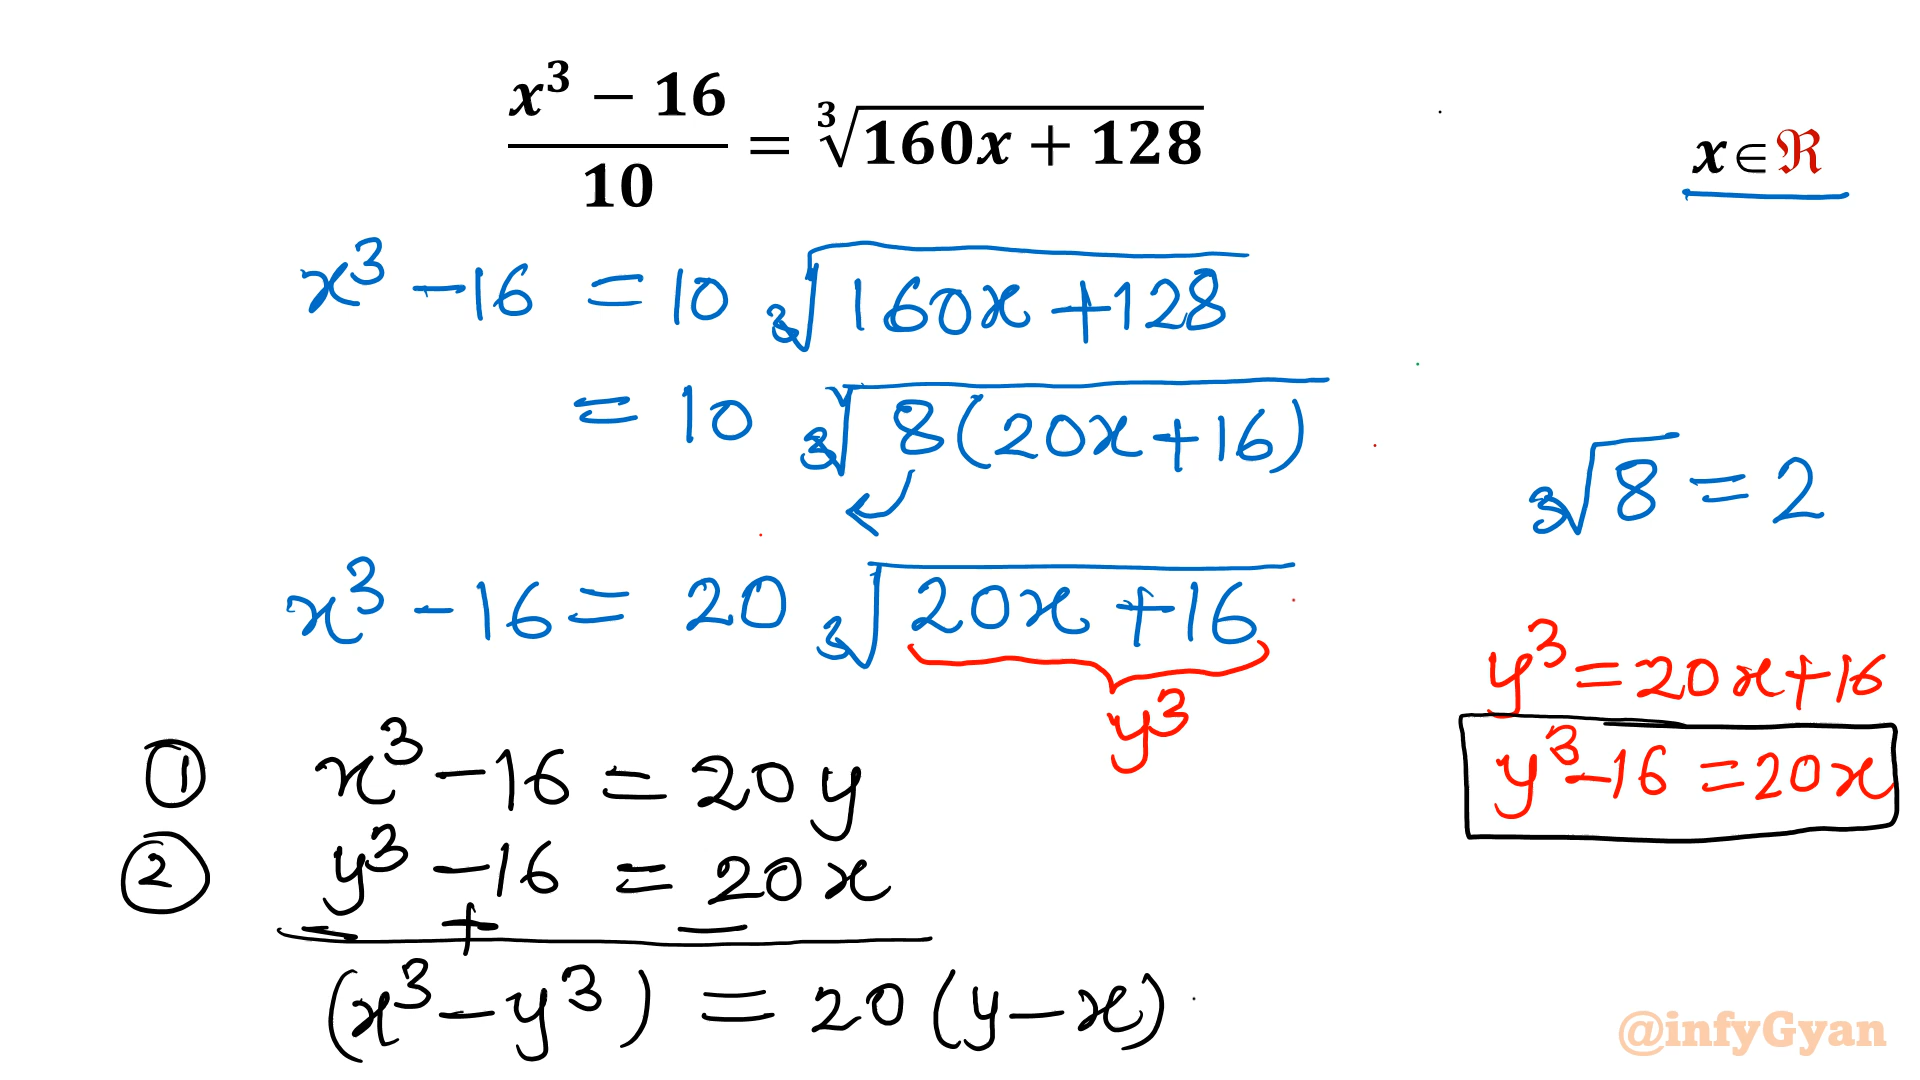 (x³ − 16)/10 = ∛(160x + 128)
x ∈ ℜ
x³ − 16 = 10 ∛(160x + 128)
= 10 ∛(8(20x + 16))
∛8 = 2
x³ − 16 = 20 ∛(20x + 16)
y³
y³ = 20x + 16
y³ − 16 = 20x
① x³ − 16 = 20y
② y³ − 16 = 20x
− + −
(x³ − y³) = 20(y − x)
@infyGyan